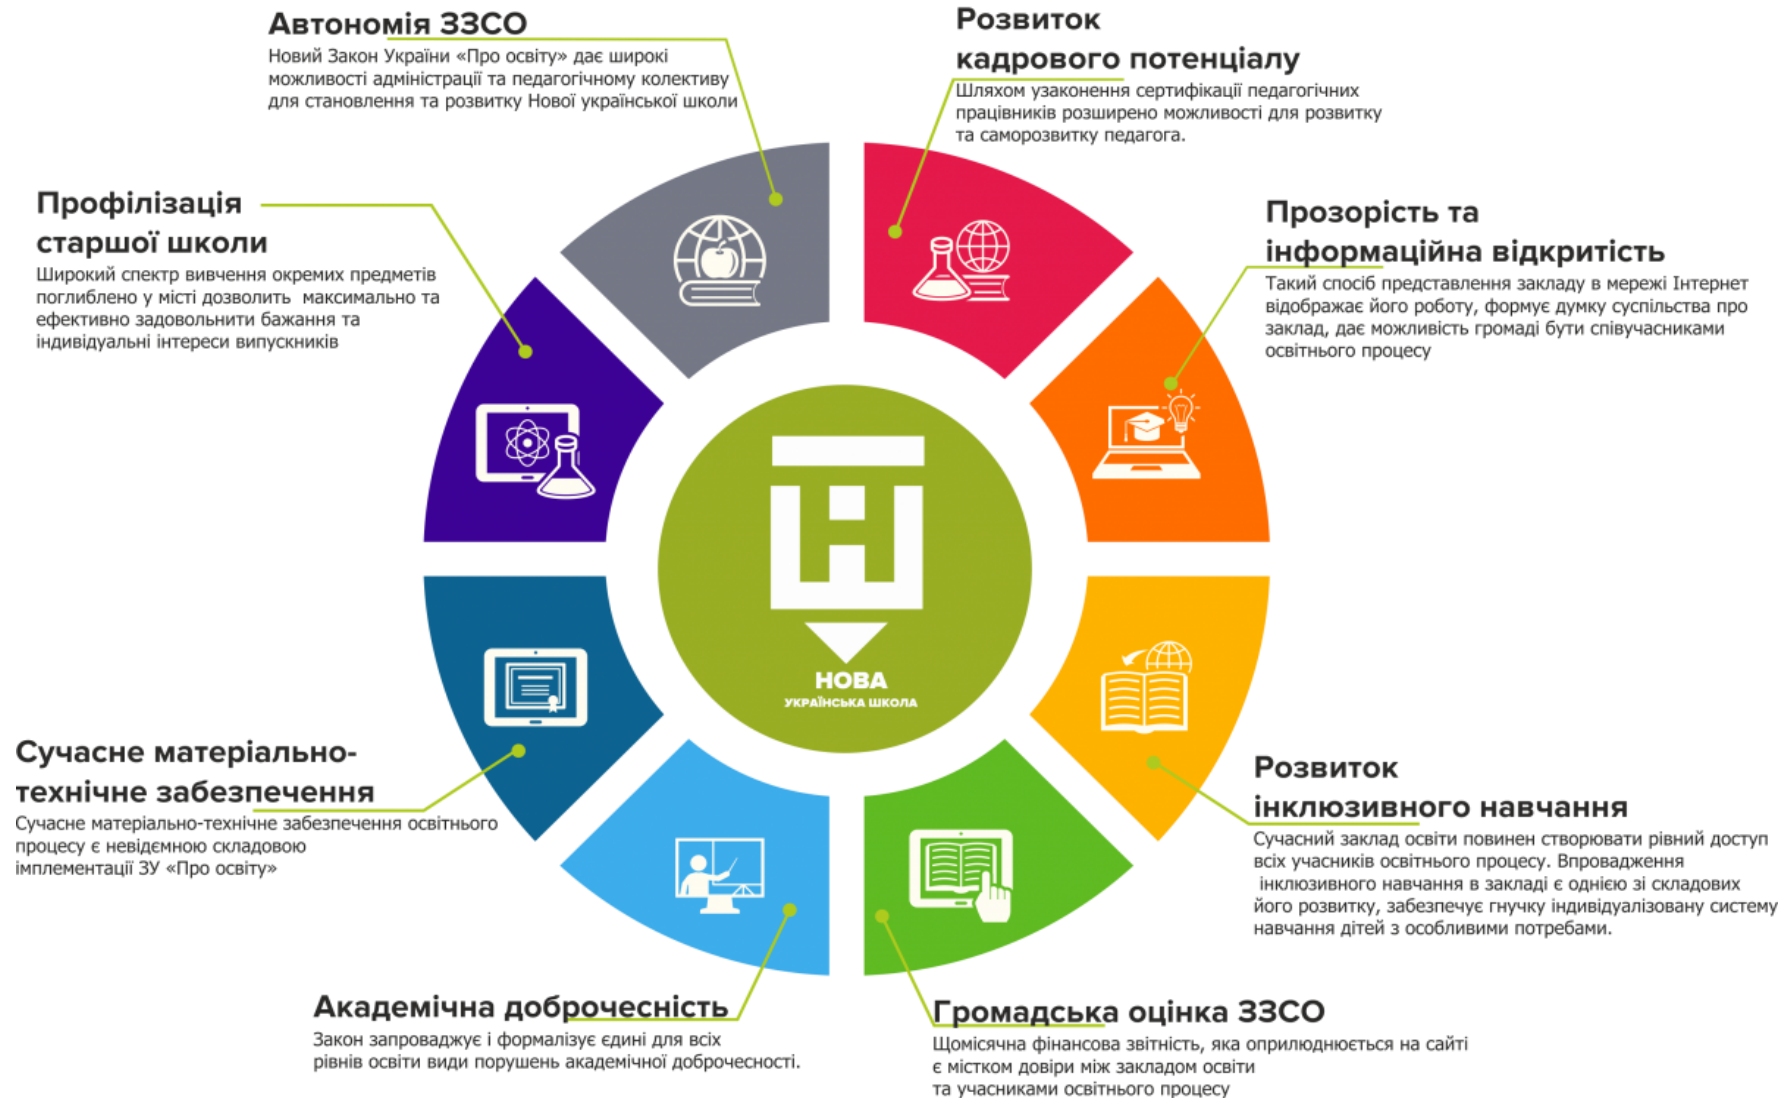 Автономія ЗЗСО
Новий Закон України «Про освіту» дає широкі
можливості адміністрації та педагогічному колективу
для становлення та розвитку Нової української школи
Розвиток
кадрового потенціалу
Шляхом узаконення сертифікації педагогічних
працівників розширено можливості для розвитку
та саморозвитку педагога.
Профілізація
старшої школи
Широкий спектр вивчення окремих предметів
поглиблено у місті дозволить максимально та
ефективно задовольнити бажання та
індивідуальні інтереси випускників
Прозорість та
інформаційна відкритість
Такий спосіб представлення закладу в мережі Інтернет
відображає його роботу, формує думку суспільства про
заклад, дає можливість громаді бути співучасниками
освітнього процесу
НОВА
УКРАЇНСЬКА ШКОЛА
Сучасне матеріально-
технічне забезпечення
Сучасне матеріально-технічне забезпечення освітнього
процесу є невідємною складовою
імплементації ЗУ «Про освіту»
Розвиток
інклюзивного навчання
Сучасний заклад освіти повинен створювати рівний доступ
всіх учасників освітнього процесу. Впровадження
інклюзивного навчання в закладі є однією зі складових
його розвитку, забезпечує гнучку індивідуалізовану систему
навчання дітей з особливими потребами.
Академічна доброчесність
Закон запроваджує і формалізує єдині для всіх
рівнів освіти види порушень академічної доброчесності.
Громадська оцінка ЗЗСО
Щомісячна фінансова звітність, яка оприлюднюється на сайті
є містком довіри між закладом освіти
та учасниками освітнього процесу